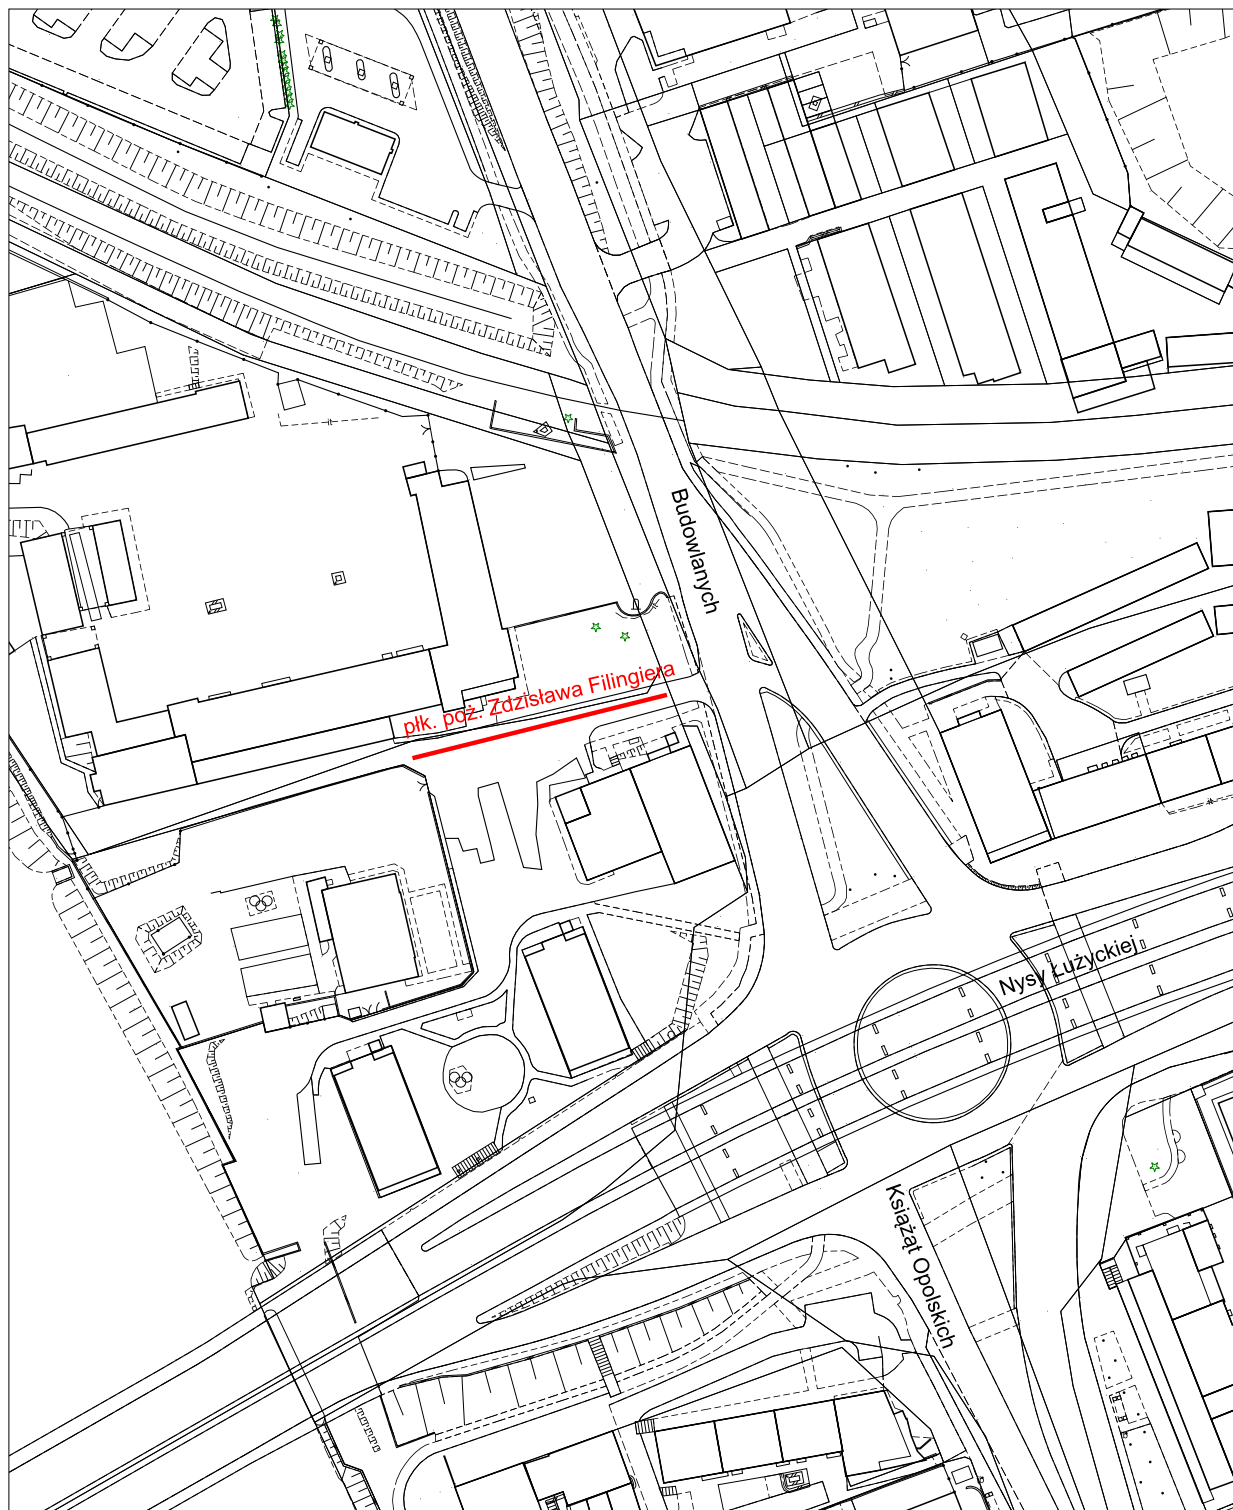 Budowlanych
płk. poż. Zdzisława Filingiera
Nysy Łużyckiej
Książąt Opolskich